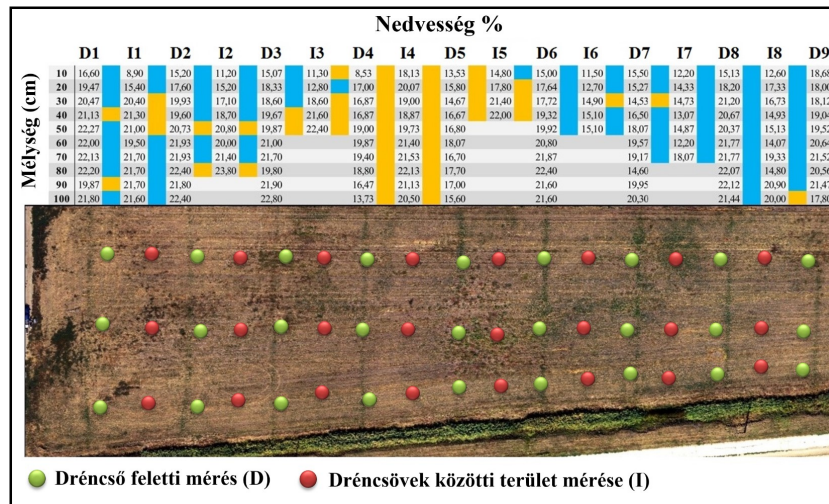 Nedvesség %
Mélység (cm)
D1 I1 D2 I2 D3 I3 D4 I4 D5 I5 D6 I6 D7 I7 D8 I8 D9
10 16,60 8,90 15,20 11,20 15,07 11,30 8,53 18,13 13,53 14,80 15,00 11,50 15,50 12,20 15,13 12,60 18,68
20 19,47 15,40 17,60 15,20 18,33 12,80 17,00 20,07 15,80 17,80 17,64 12,70 15,27 14,33 18,20 17,33 18,00
30 20,47 20,40 19,93 17,10 18,60 18,60 16,87 19,00 14,67 21,40 17,72 14,90 14,53 14,73 21,20 16,73 18,12
40 21,13 21,30 19,60 18,70 19,67 21,60 16,87 18,87 16,67 22,00 19,32 15,10 16,50 13,07 20,67 14,93 19,04
50 22,27 21,00 20,73 20,80 19,87 22,40 19,00 19,73 16,80 19,92 15,10 18,07 14,87 20,37 15,13 19,52
60 22,00 19,50 21,93 20,00 21,00 19,87 21,40 18,07 20,80 19,57 12,20 21,77 14,07 20,64
70 22,13 21,70 21,93 21,40 21,70 19,40 21,53 16,70 21,87 19,17 18,07 21,77 19,33 21,52
80 22,20 21,70 22,40 23,80 19,80 18,80 21,13 17,71 22,40 14,60 22,07 14,80 20,56
90 19,87 21,70 21,80 21,90 16,47 21,13 17,00 21,60 19,95 22,12 20,90 21,47
100 21,80 21,60 22,40 22,80 13,73 20,50 15,60 21,60 20,30 21,44 20,00 17,80
Dréncső feletti mérés (D) Dréncsövek közötti terület mérése (I)